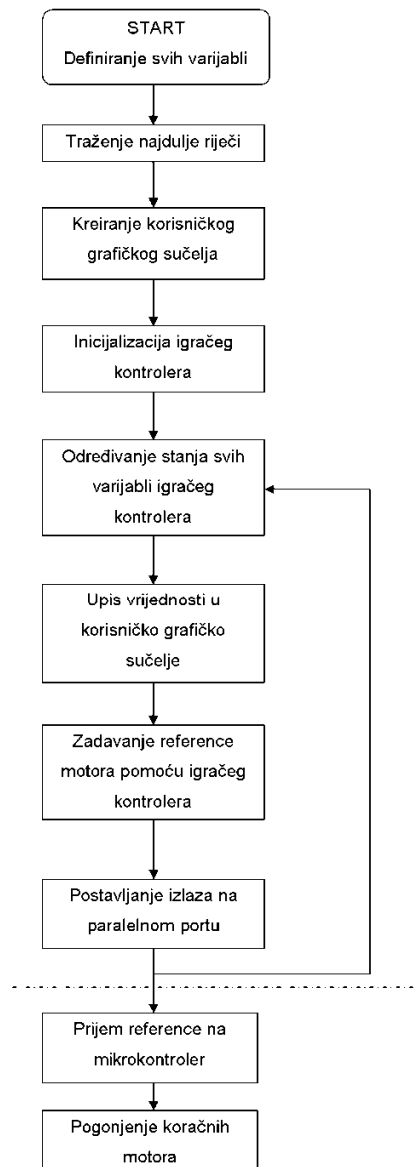 START
Definiranje svih varijabli
Traženje najdulje riječi
Kreiranje korisničkog
grafičkog sučelja
Inicijalizacija igraćeg
kontrolera
Određivanje stanja svih
varijabli igraćeg
kontrolera
Upis vrijednosti u
korisničko grafičko
sučelje
Zadavanje reference
motora pomoću igraćeg
kontrolera
Postavljanje izlaza na
paralelnom portu
Prijem reference na
mikrokontroler
Pogonjenje koračnih
motora